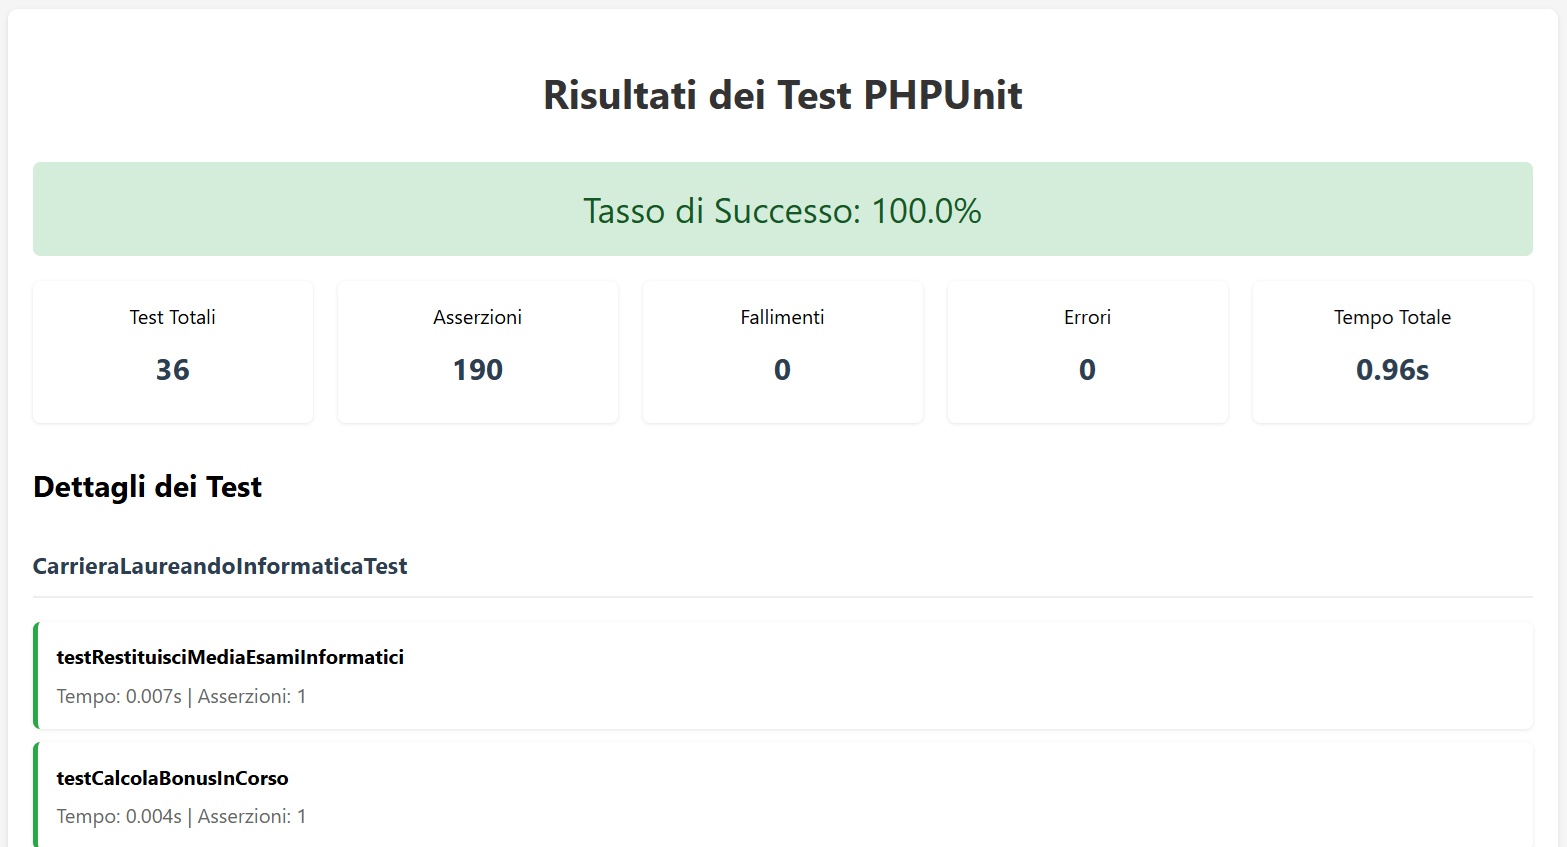 Risultati dei Test PHPUnit
Tasso di Successo: 100.0%
Test Totali
36
Asserzioni
190
Fallimenti
0
Errori
0
Tempo Totale
0.96s
Dettagli dei Test
CarrieraLaureandoInformaticaTest
testRestituisciMediaEsamiInformatici
Tempo: 0.007s | Asserzioni: 1
testCalcolaBonusInCorso
Tempo: 0.004s | Asserzioni: 1